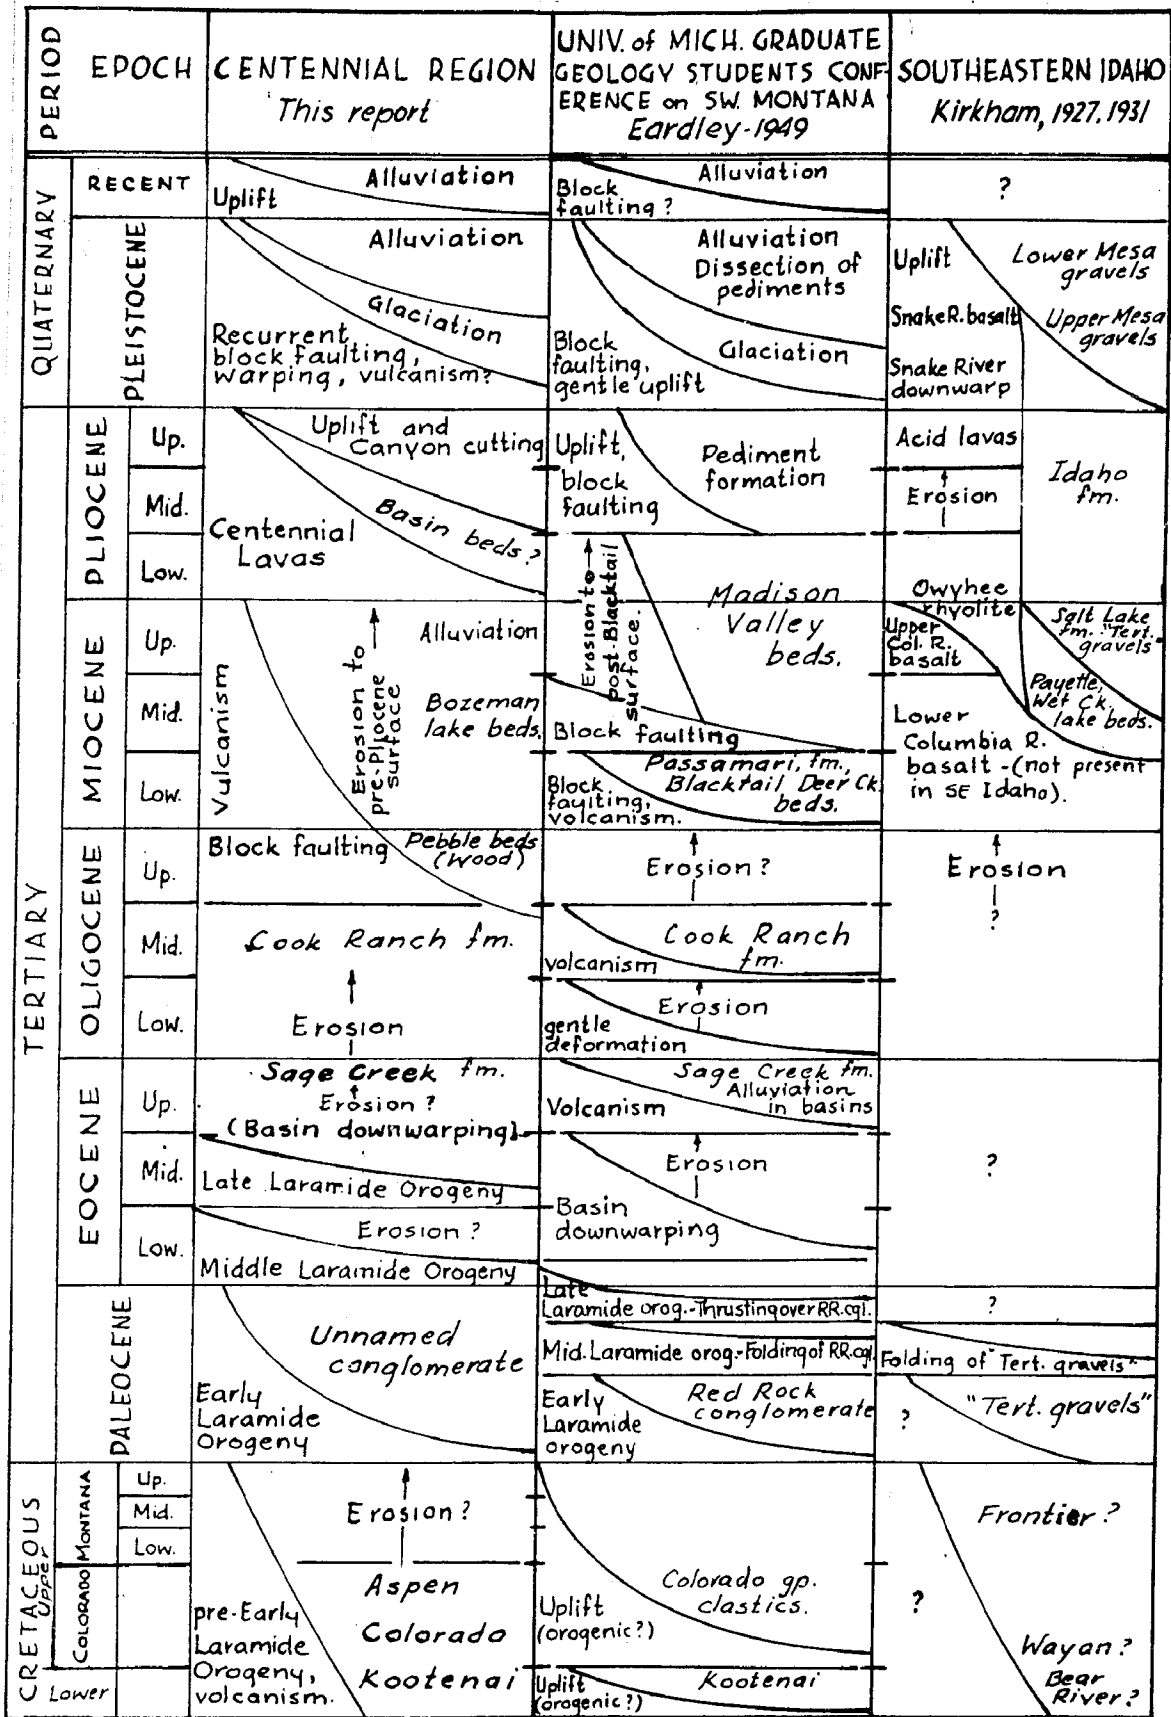 PERIOD
EPOCH
CENTENNIAL REGION
This report
UNIV. of MICH. GRADUATE
GEOLOGY STUDENTS CONF-
ERENCE on SW. MONTANA
Eardley-1949
SOUTHEASTERN IDAHO
Kirkham, 1927, 1931
QUATERNARY
RECENT
Uplift
Alluviation
Block
faulting ?
Alluviation
?
PLEISTOCENE
Alluviation
Glaciation
Recurrent
block faulting,
warping, vulcanism?
Alluviation
Dissection of
pediments
Glaciation
Block
faulting,
gentle uplift
Uplift
Snake R. basalt
Snake River
downwarp
Lower Mesa
gravels
Upper Mesa
gravels
TERTIARY
PLIOCENE
Up.
Mid.
Low.
Uplift and
Canyon cutting
Basin beds ?
Centennial
Lavas
Uplift,
block
faulting
Pediment
formation
Acid lavas
Erosion
Idaho
fm.
Owyhee
rhyolite
MIOCENE
Up.
Mid.
Low.
Vulcanism
Erosion to
pre-Pliocene
surface
Alluviation
Bozeman
lake beds.
Erosion to
post-Blacktail
surface.
Madison
Valley
beds.
Block faulting
Passamari, fm.,
Blacktail Deer Ck.
beds.
Block
faulting,
volcanism.
Upper
Col. R.
basalt
Salt Lake
fm. "Tert.
gravels"
Payette,
Wet Ck.
lake beds.
Lower
Columbia R.
basalt -(not present
in SE Idaho).
OLIGOCENE
Up.
Mid.
Low.
Block faulting
Pebble beds
(Wood)
Cook Ranch fm.
Erosion
Erosion ?
Cook Ranch
fm.
volcanism
Erosion
gentle
deformation
Erosion
?
EOCENE
Up.
Mid.
Low.
Sage Creek fm.
Erosion ?
(Basin downwarping).
Late Laramide Orogeny
Erosion ?
Middle Laramide Orogeny
Sage Creek fm.
Alluviation
in basins
Volcanism
Erosion
Basin
downwarping
?
PALEOCENE
Unnamed
conglomerate
Early
Laramide
Orogeny
Late
Laramide orog.-Thrusting over RR.cgl.
Mid. Laramide orog.-Folding of RR.cgl.
Early
Laramide
orogeny
Red Rock
conglomerate
?
Folding of "Tert. gravels"
?
"Tert. gravels"
CRETACEOUS
Upper
MONTANA
Up.
Mid.
Low.
COLORADO
Lower
Erosion ?
Aspen
Colorado
Kootenai
pre-Early
Laramide
Orogeny,
volcanism.
Colorado gp.
clastics.
Uplift
(orogenic?)
Kootenai
Uplift
(orogenic?)
Frontier ?
?
Wayan ?
Bear
River ?